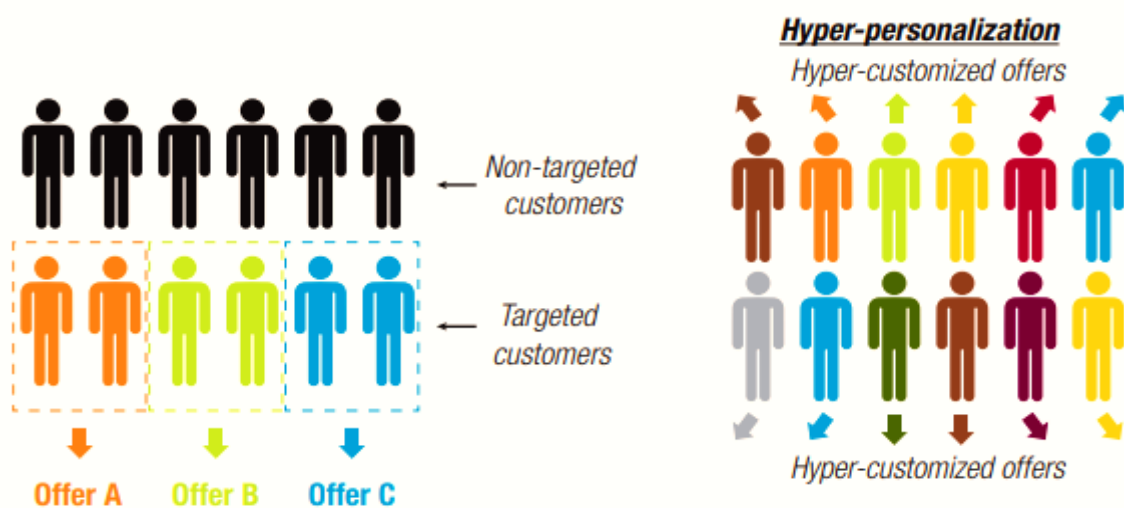 Hyper-personalization
Hyper-customized offers
Non-targeted
customers
Targeted
customers
Offer A
Offer B
Offer C
Hyper-customized offers